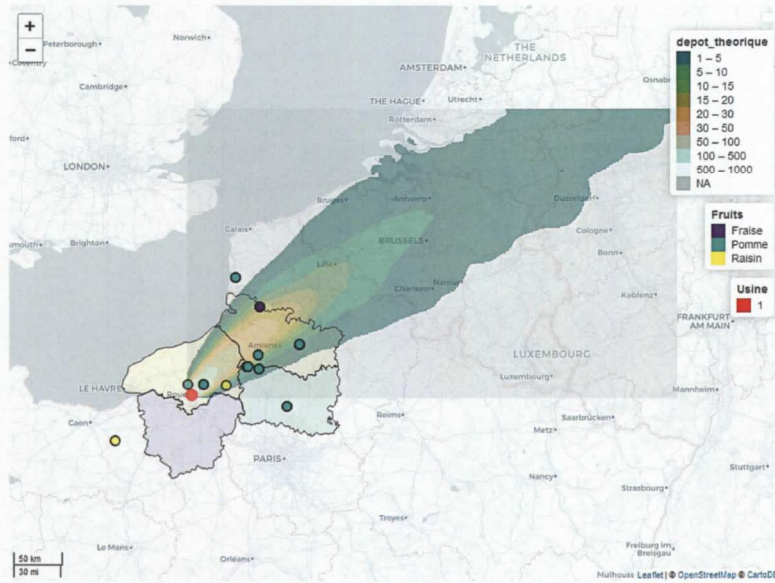 +
−
Peterborough
Norwich
Coventry
Cambridge
ford
LONDON
mouth
Brighton
AMSTERDAM
THE NETHERLANDS
THE HAGUE
Utrecht
Rotterdam
Osnab
Bruges
Antwerp
Calais
Dusseldorf
Lille
BRUSSELS
Cologne
Bonn
Charleroi
Namur
Koblenz
FRANKFURT AM MAIN
Amiens
LUXEMBOURG
Luxembourg
LE HAVRE
Rouen
Caen
Reims
Mannheim
Saarbrücken
Metz
PARIS
Nancy
Stuttgart
Strasbourg
Troyes
Le Mans
Orléans
Freiburg im Breisgau
Mulhouse
depot_theorique
1 – 5
5 – 10
10 – 15
15 – 20
20 – 30
30 – 50
50 – 100
100 – 500
500 – 1000
NA
Fruits
Fraise
Pomme
Raisin
Usine
1
50 km
30 mi
Leaflet | © OpenStreetMap © CartoDB